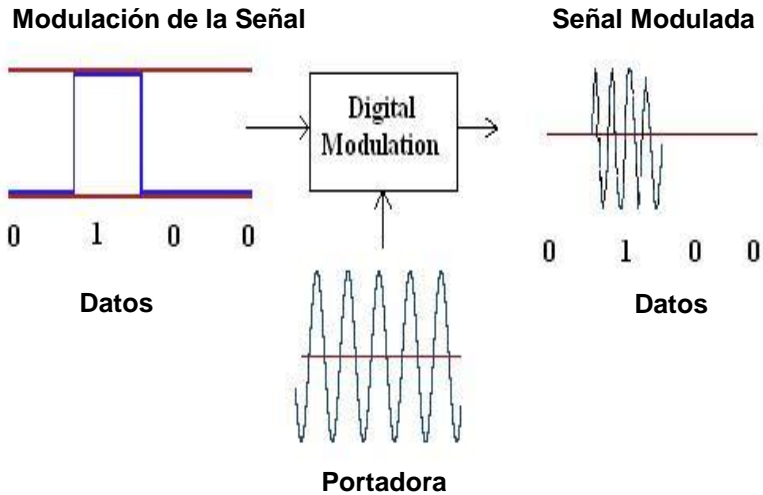 Modulación de la Señal
Señal Modulada
Digital
Modulation
0 1 0 0
Datos
0 1 0 0
Datos
Portadora